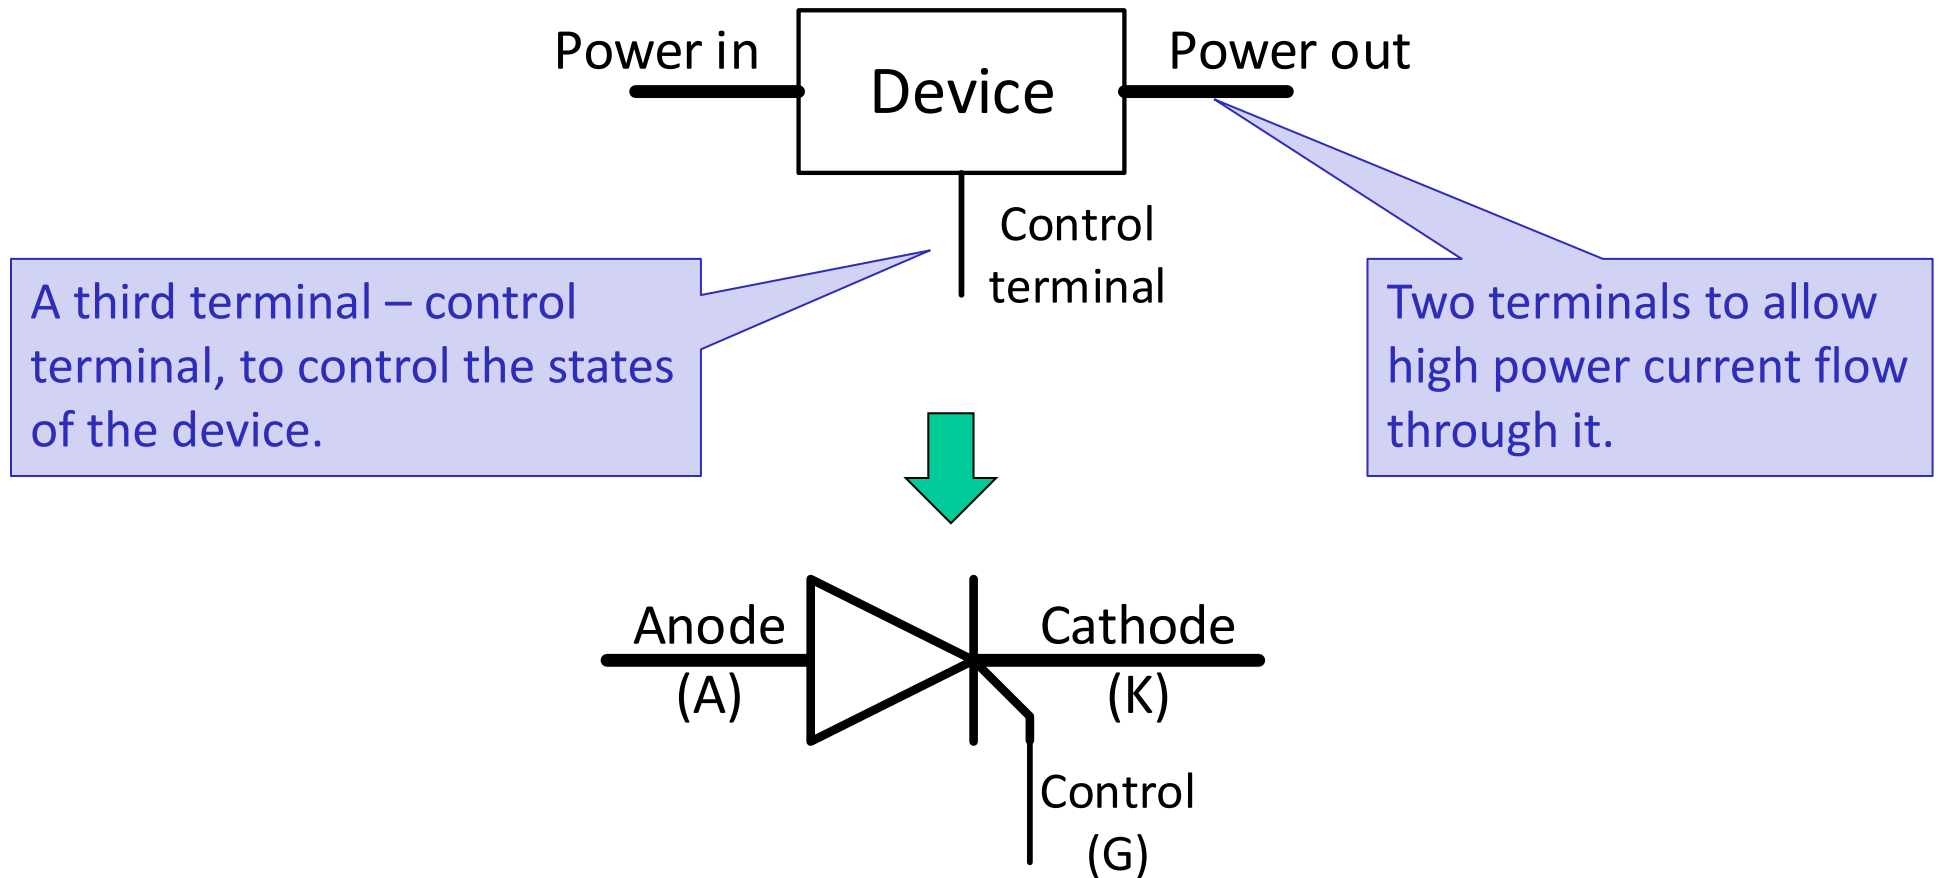 Power in
Device
Power out
Control
terminal
A third terminal – control
terminal, to control the states
of the device.
Two terminals to allow
high power current flow
through it.
Anode
(A)
Cathode
(K)
Control
(G)